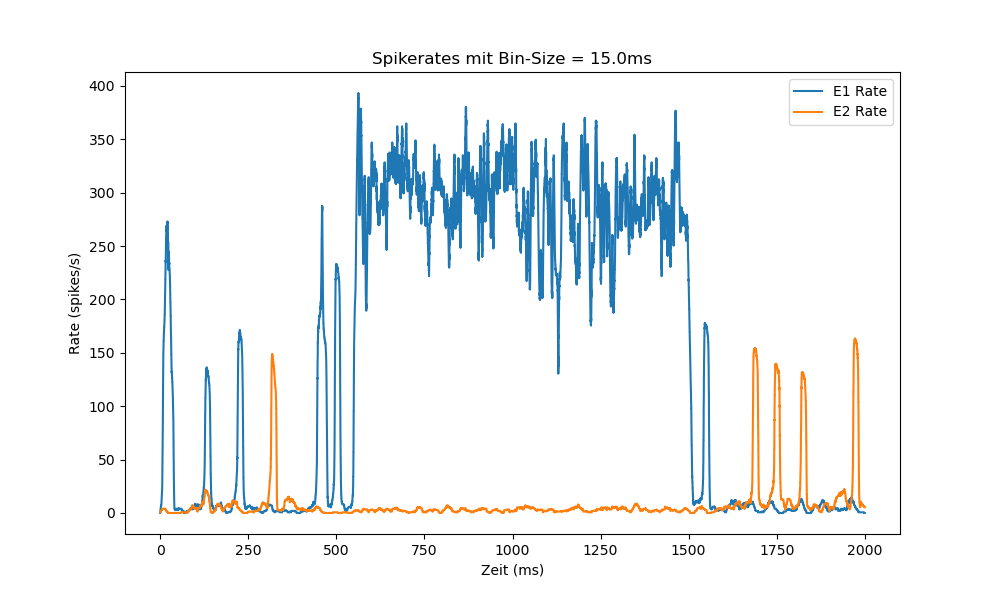 Spikerates mit Bin-Size = 15.0ms
E1 Rate
E2 Rate
400
350
300
250
200
150
100
50
0
Rate (spikes/s)
0 250 500 750 1000 1250 1500 1750 2000
Zeit (ms)